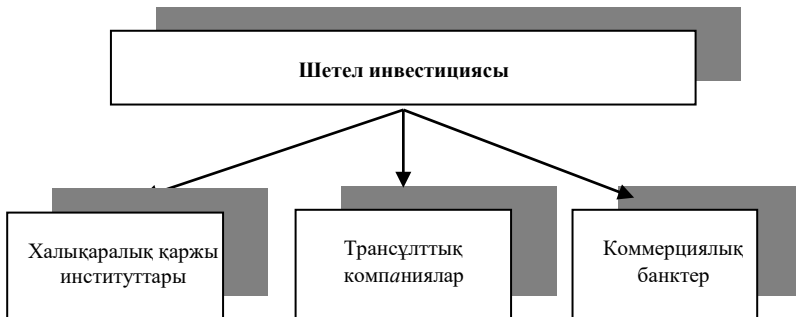 Шетел инвестициясы
Халықаралық қаржы
институттары
Трансұлттық
компаниялар
Коммерциялық
банктер